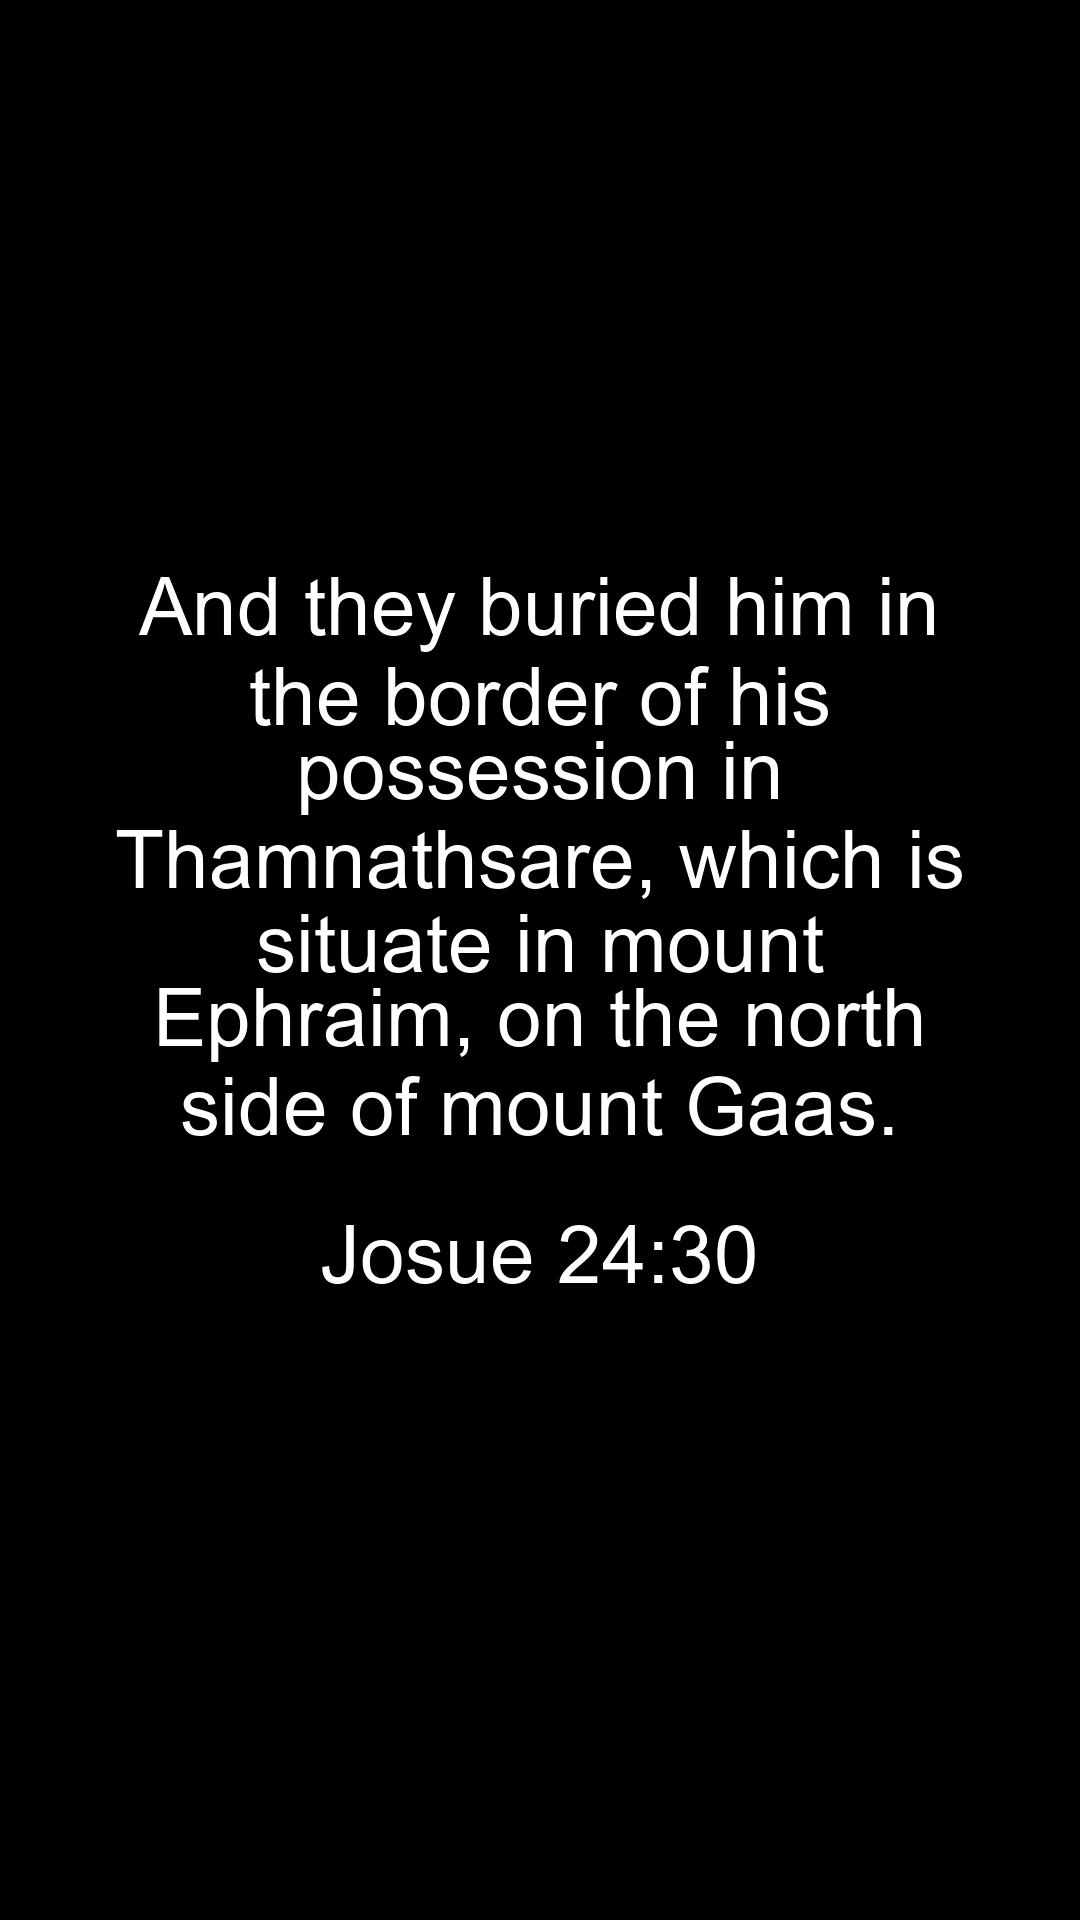 And they buried him in
the border of his
possession in
Thamnathsare, which is
situate in mount
Ephraim, on the north
side of mount Gaas.
Josue 24:30